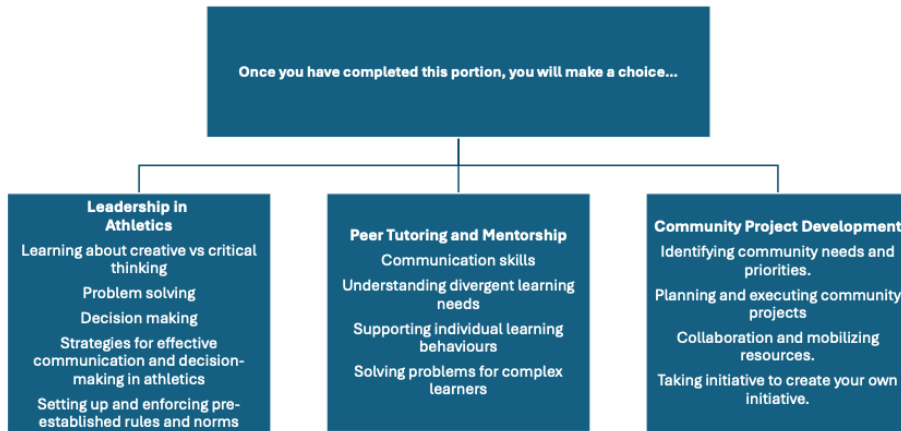 Once you have completed this portion, you will make a choice...
Leadership in
Athletics
Learning about creative vs critical
thinking
Problem solving
Decision making
Strategies for effective
communication and decision-
making in athletics
Setting up and enforcing pre-
established rules and norms
Peer Tutoring and Mentorship
Communication skills
Understanding divergent learning
needs
Supporting individual learning
behaviours
Solving problems for complex
learners
Community Project Development
Identifying community needs and
priorities.
Planning and executing community
projects
Collaboration and mobilizing
resources.
Taking initiative to create your own
initiative.